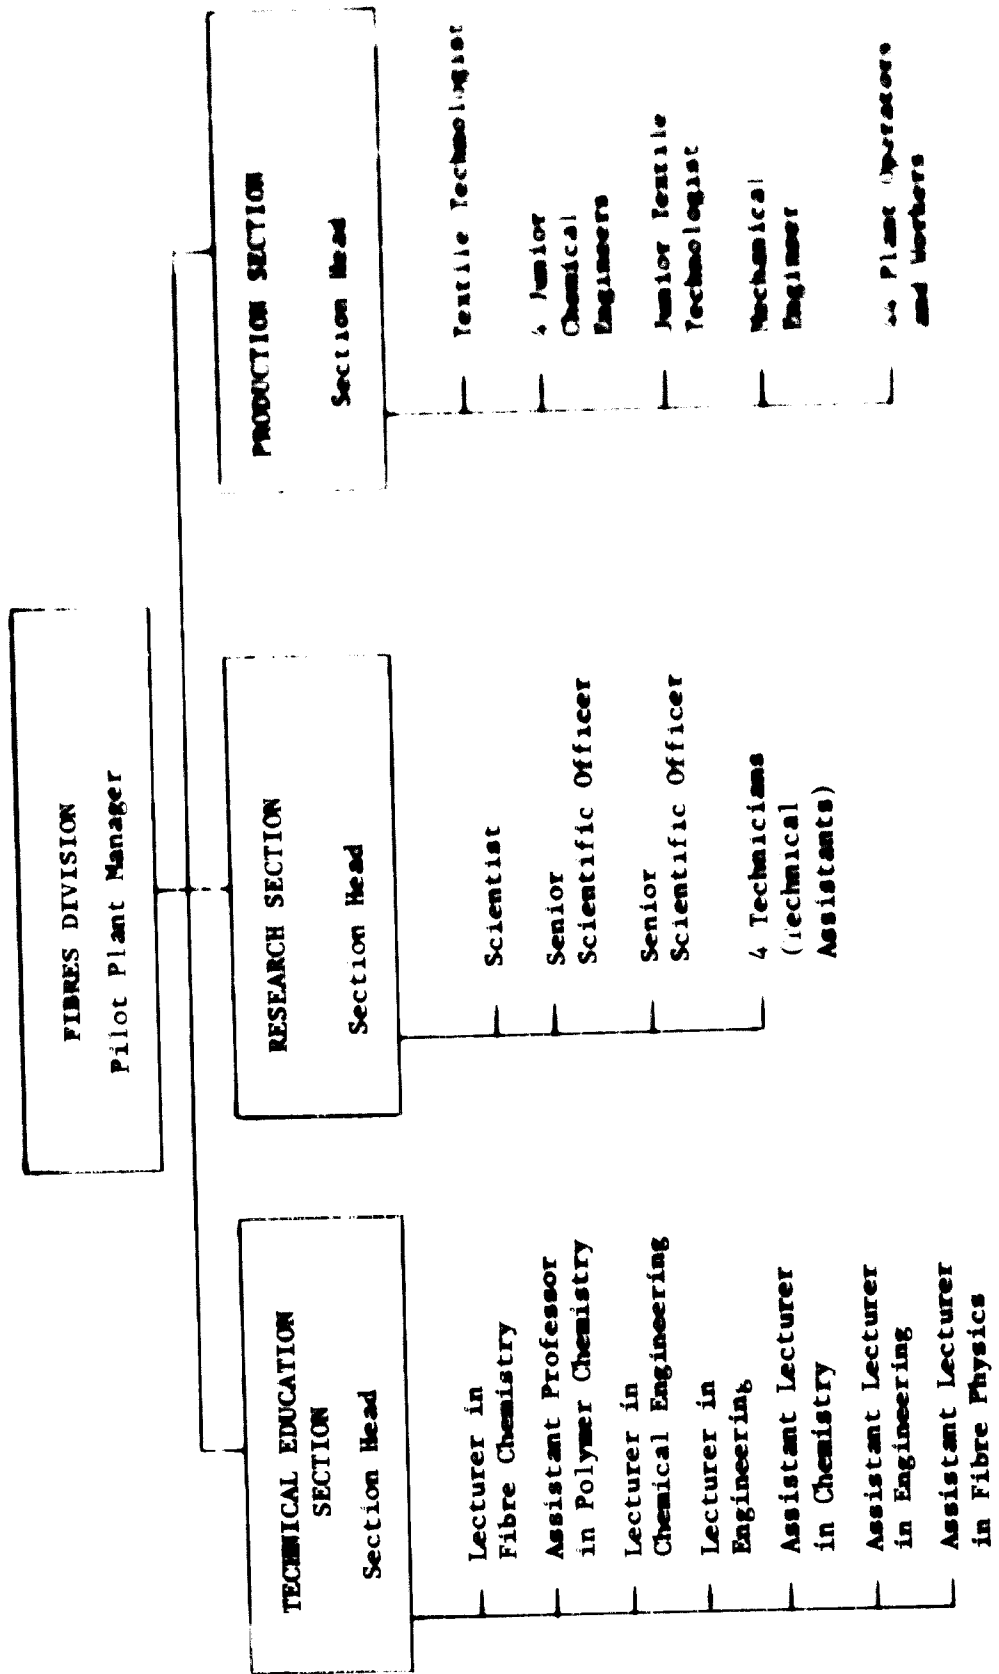 FIBRES DIVISION
Pilot Plant Manager
TECHNICAL EDUCATION
SECTION
Section Head
Lecturer in
Fibre Chemistry
Assistant Professor
in Polymer Chemistry
Lecturer in
Chemical Engineering
Lecturer in
Engineering
Assistant Lecturer
in Chemistry
Assistant Lecturer
in Engineering
Assistant Lecturer
in Fibre Physics
RESEARCH SECTION
Section Head
Scientist
Senior
Scientific Officer
Senior
Scientific Officer
4 Technicians
(Technical
Assistants)
PRODUCTION SECTION
Section Head
Textile Technologist
4 Junior
Chemical
Engineers
Junior Textile
Technologist
Mechanical
Engineer
Plant Operators
and Workers